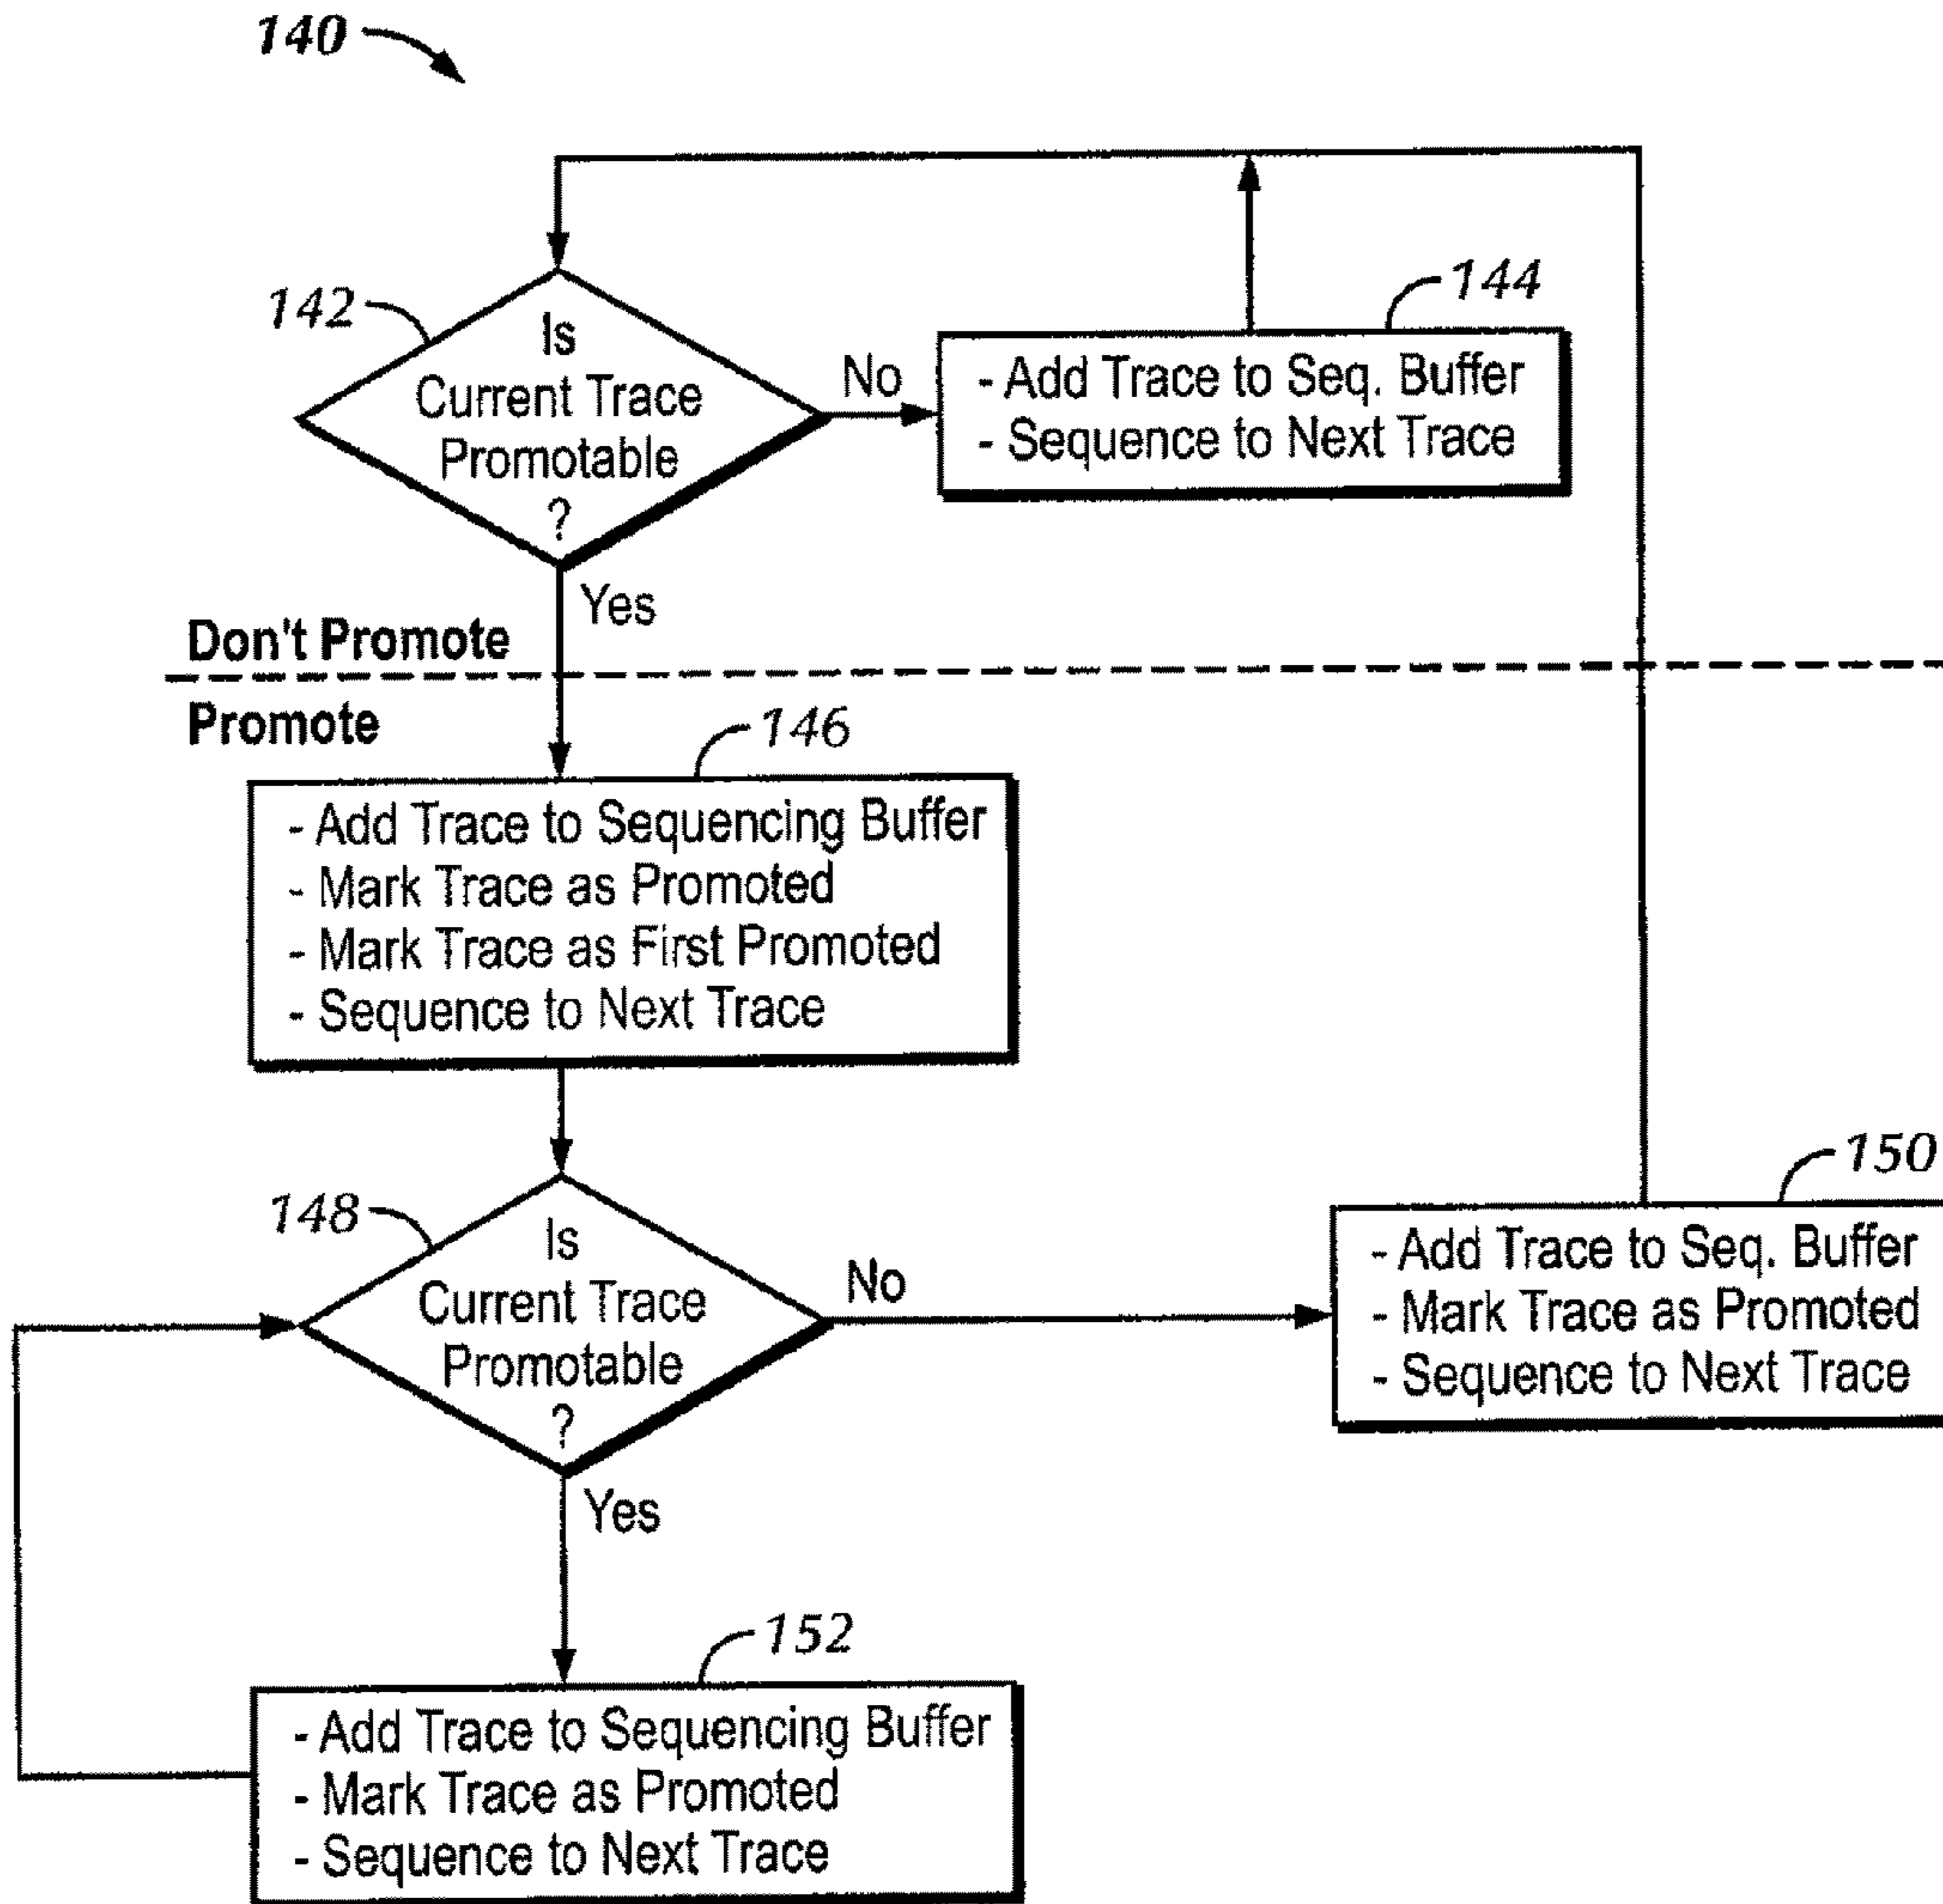 140
142
Is
Current Trace
Promotable
?
No
144
- Add Trace to Seq. Buffer
- Sequence to Next Trace
Yes
Don't Promote
Promote
146
- Add Trace to Sequencing Buffer
- Mark Trace as Promoted
- Mark Trace as First Promoted
- Sequence to Next Trace
148
Is
Current Trace
Promotable
?
No
150
- Add Trace to Seq. Buffer
- Mark Trace as Promoted
- Sequence to Next Trace
Yes
152
- Add Trace to Sequencing Buffer
- Mark Trace as Promoted
- Sequence to Next Trace